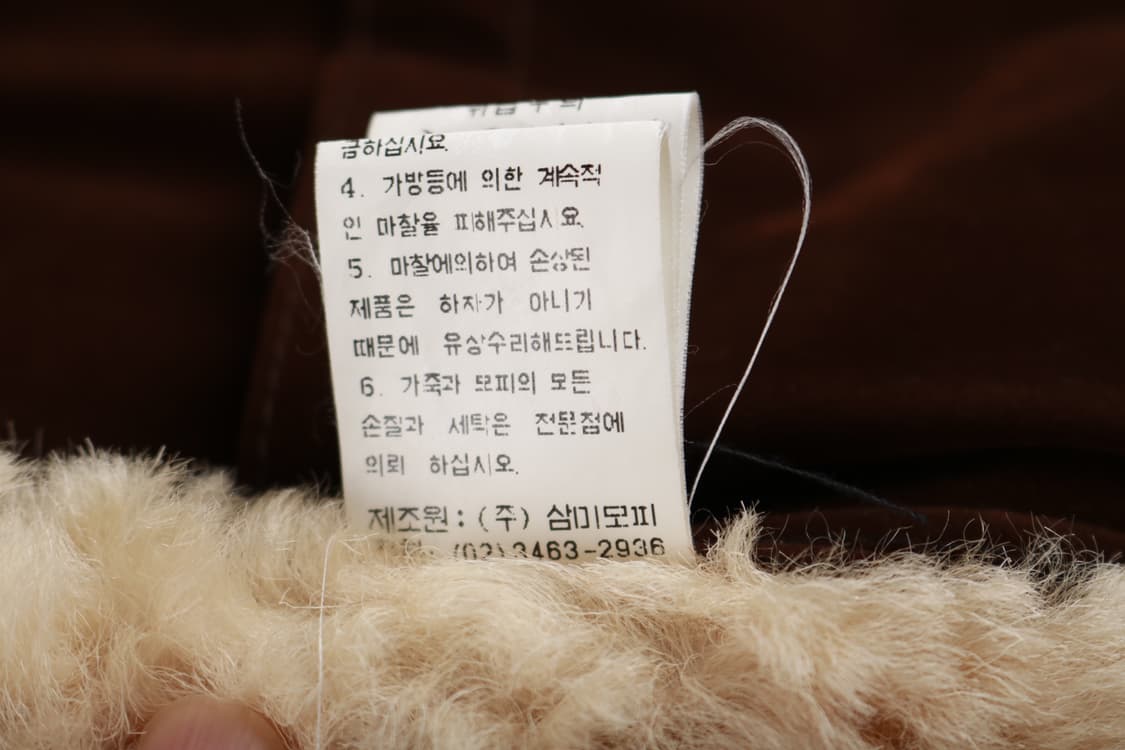 취급주의
금하십시요.
4. 가방등에 의한 계속적
인 마찰을 피해주십시요.
5. 마찰에의하여 손상된
제품은 하자가 아니기
때문에 유상수리해드립니다.
6. 가죽과 모피의 모든
손질과 세탁은 전문점에
의뢰 하십시오.
제조원:(주) 삼미모피
(02)3463-2936